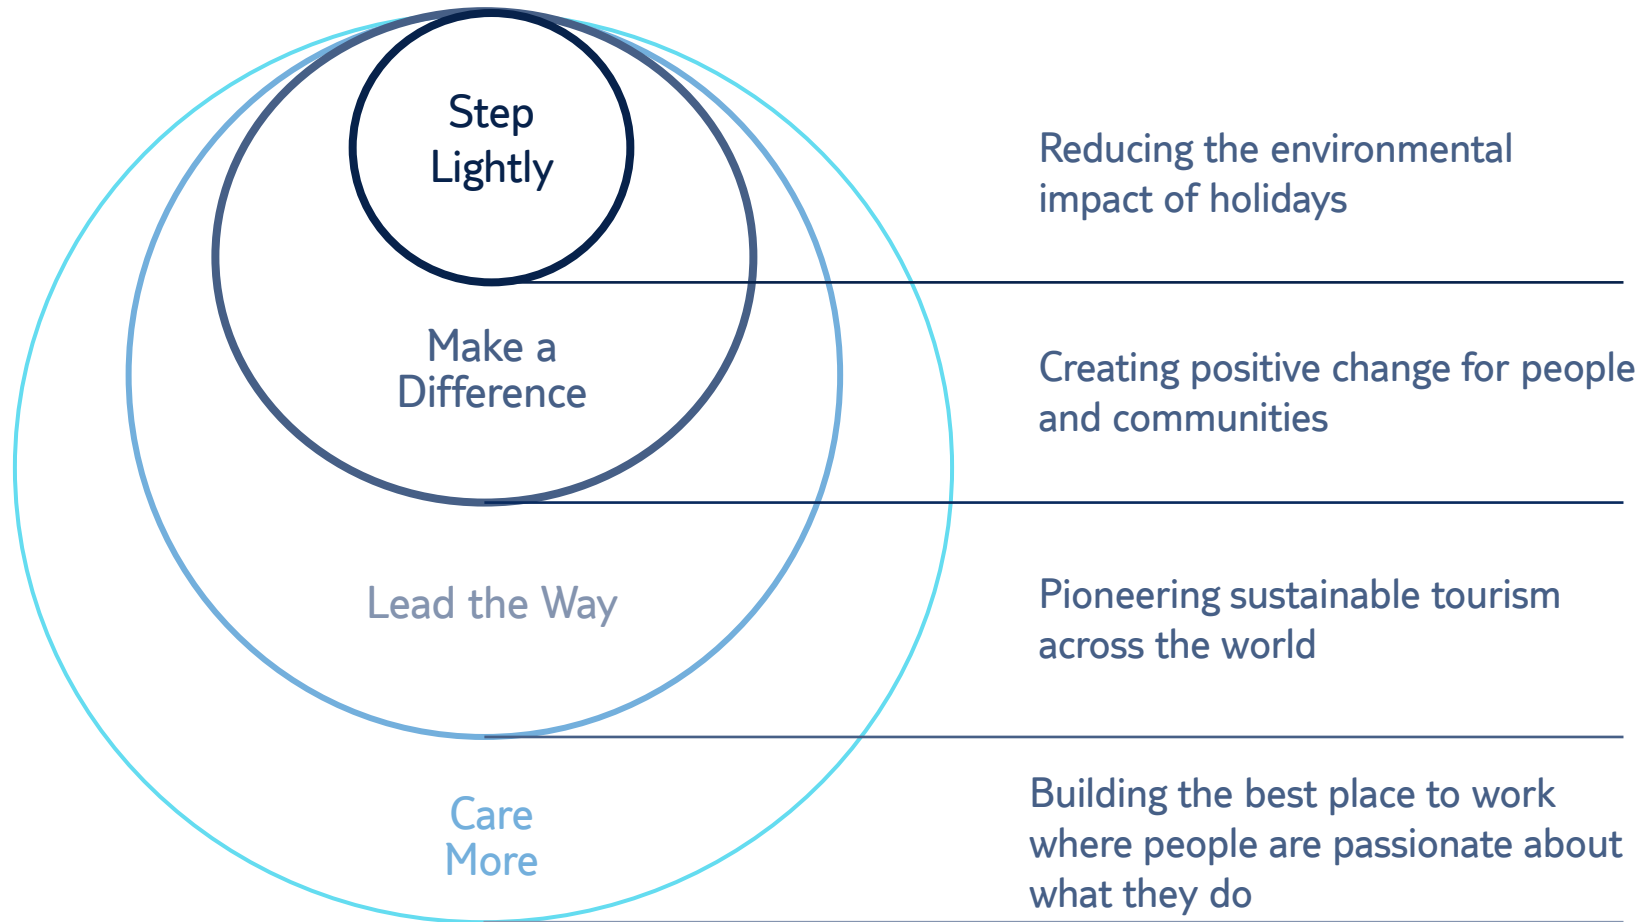 Step
Lightly
Reducing the environmental
impact of holidays
Make a
Difference
Creating positive change for people
and communities
Lead the Way
Pioneering sustainable tourism
across the world
Care
More
Building the best place to work
where people are passionate about
what they do